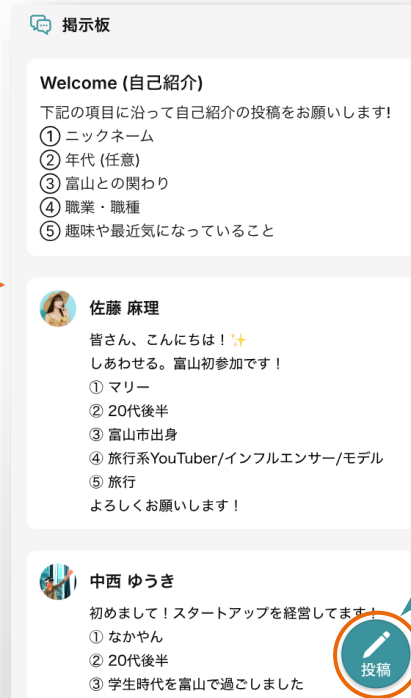 掲示板
Welcome (自己紹介)
下記の項目に沿って自己紹介の投稿をお願いします!
① ニックネーム
② 年代 (任意)
③ 富山との関わり
④ 職業・職種
⑤ 趣味や最近気になっていること
佐藤 麻理
皆さん、こんにちは！✨
しあわせる。富山初参加です！
① マリー
② 20代後半
③ 富山市出身
④ 旅行系YouTuber/インフルエンサー/モデル
⑤ 旅行
よろしくお願いします！
中西 ゆうき
初めまして！スタートアップを経営してます！
① なかやん
② 20代後半
③ 学生時代を富山で過ごしました
投稿